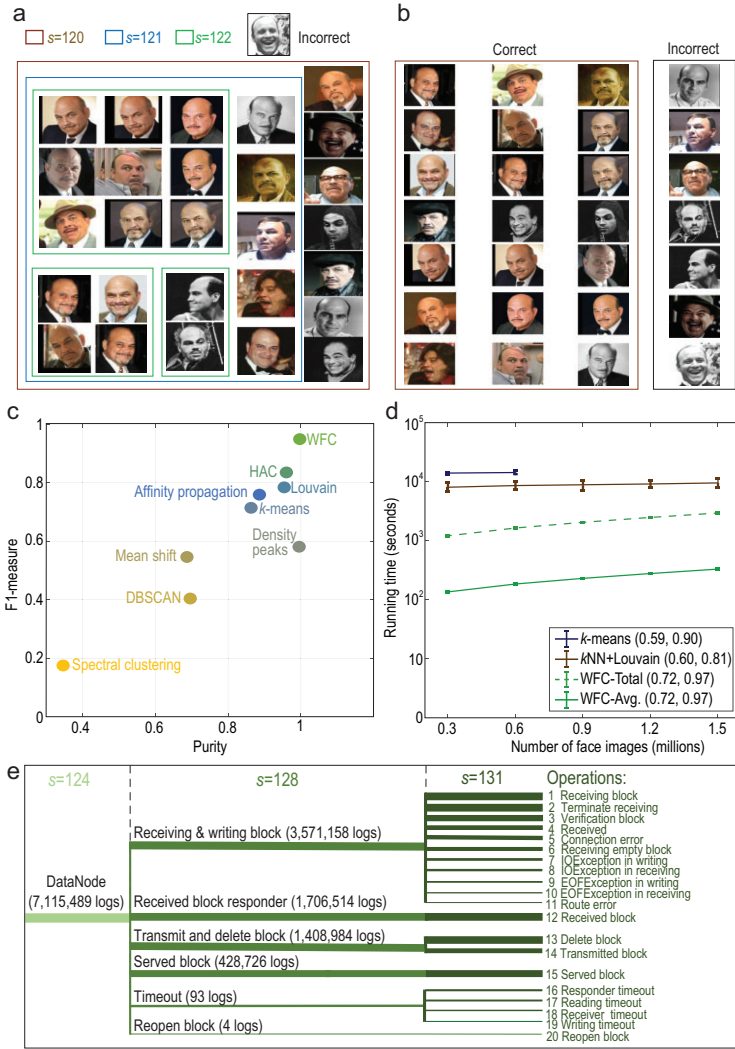 a
s=120 s=121 s=122 Incorrect
b
Correct Incorrect
c
F1-measure
1
0.8
0.6
0.4
0.2
0
0.4 0.6 0.8 1
Purity
WFC
HAC
Louvain
Affinity propagation
k-means
Density
peaks
Mean shift
DBSCAN
Spectral clustering
d
Running time (seconds)
10^5
10^4
10^3
10^2
10
0
0.3 0.6 0.9 1.2 1.5
Number of face images (millions)
k-means (0.59, 0.90)
kNN+Louvain (0.60, 0.81)
WFC-Total (0.72, 0.97)
WFC-Avg. (0.72, 0.97)
e
s=124 s=128 s=131 Operations:
DataNode
(7,115,489 logs)
Receiving & writing block (3,571,158 logs)
Received block responder (1,706,514 logs)
Transmit and delete block (1,408,984 logs)
Served block (428,726 logs)
Timeout (93 logs)
Reopen block (4 logs)
1 Receiving block
2 Terminate receiving
3 Verification block
4 Received
5 Connection error
6 Receiving empty block
7 IOException in writing
8 IOException in receiving
9 EOFException in writing
10 EOFException in receiving
11 Route error
12 Received block
13 Delete block
14 Transmitted block
15 Served block
16 Responder timeout
17 Reading timeout
18 Receiver timeout
19 Writing timeout
20 Reopen block